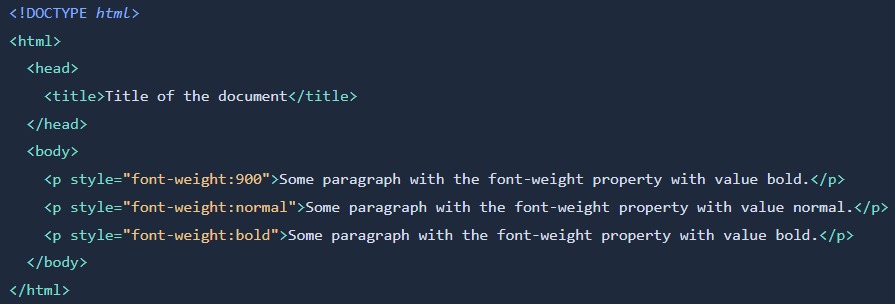 <!DOCTYPE html>
<html>
  <head>
    <title>Title of the document</title>
  </head>
  <body>
    <p style="font-weight:900">Some paragraph with the font-weight property with value bold.</p>
    <p style="font-weight:normal">Some paragraph with the font-weight property with value normal.</p>
    <p style="font-weight:bold">Some paragraph with the font-weight property with value bold.</p>
  </body>
</html>